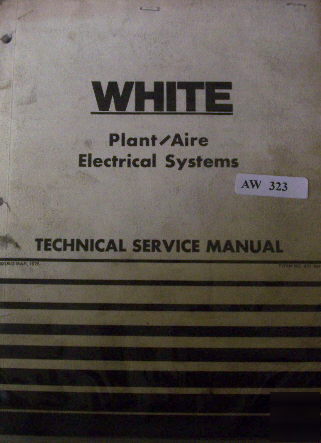 WHITE
Plant/Aire
Electrical Systems
AW 323
TECHNICAL SERVICE MANUAL